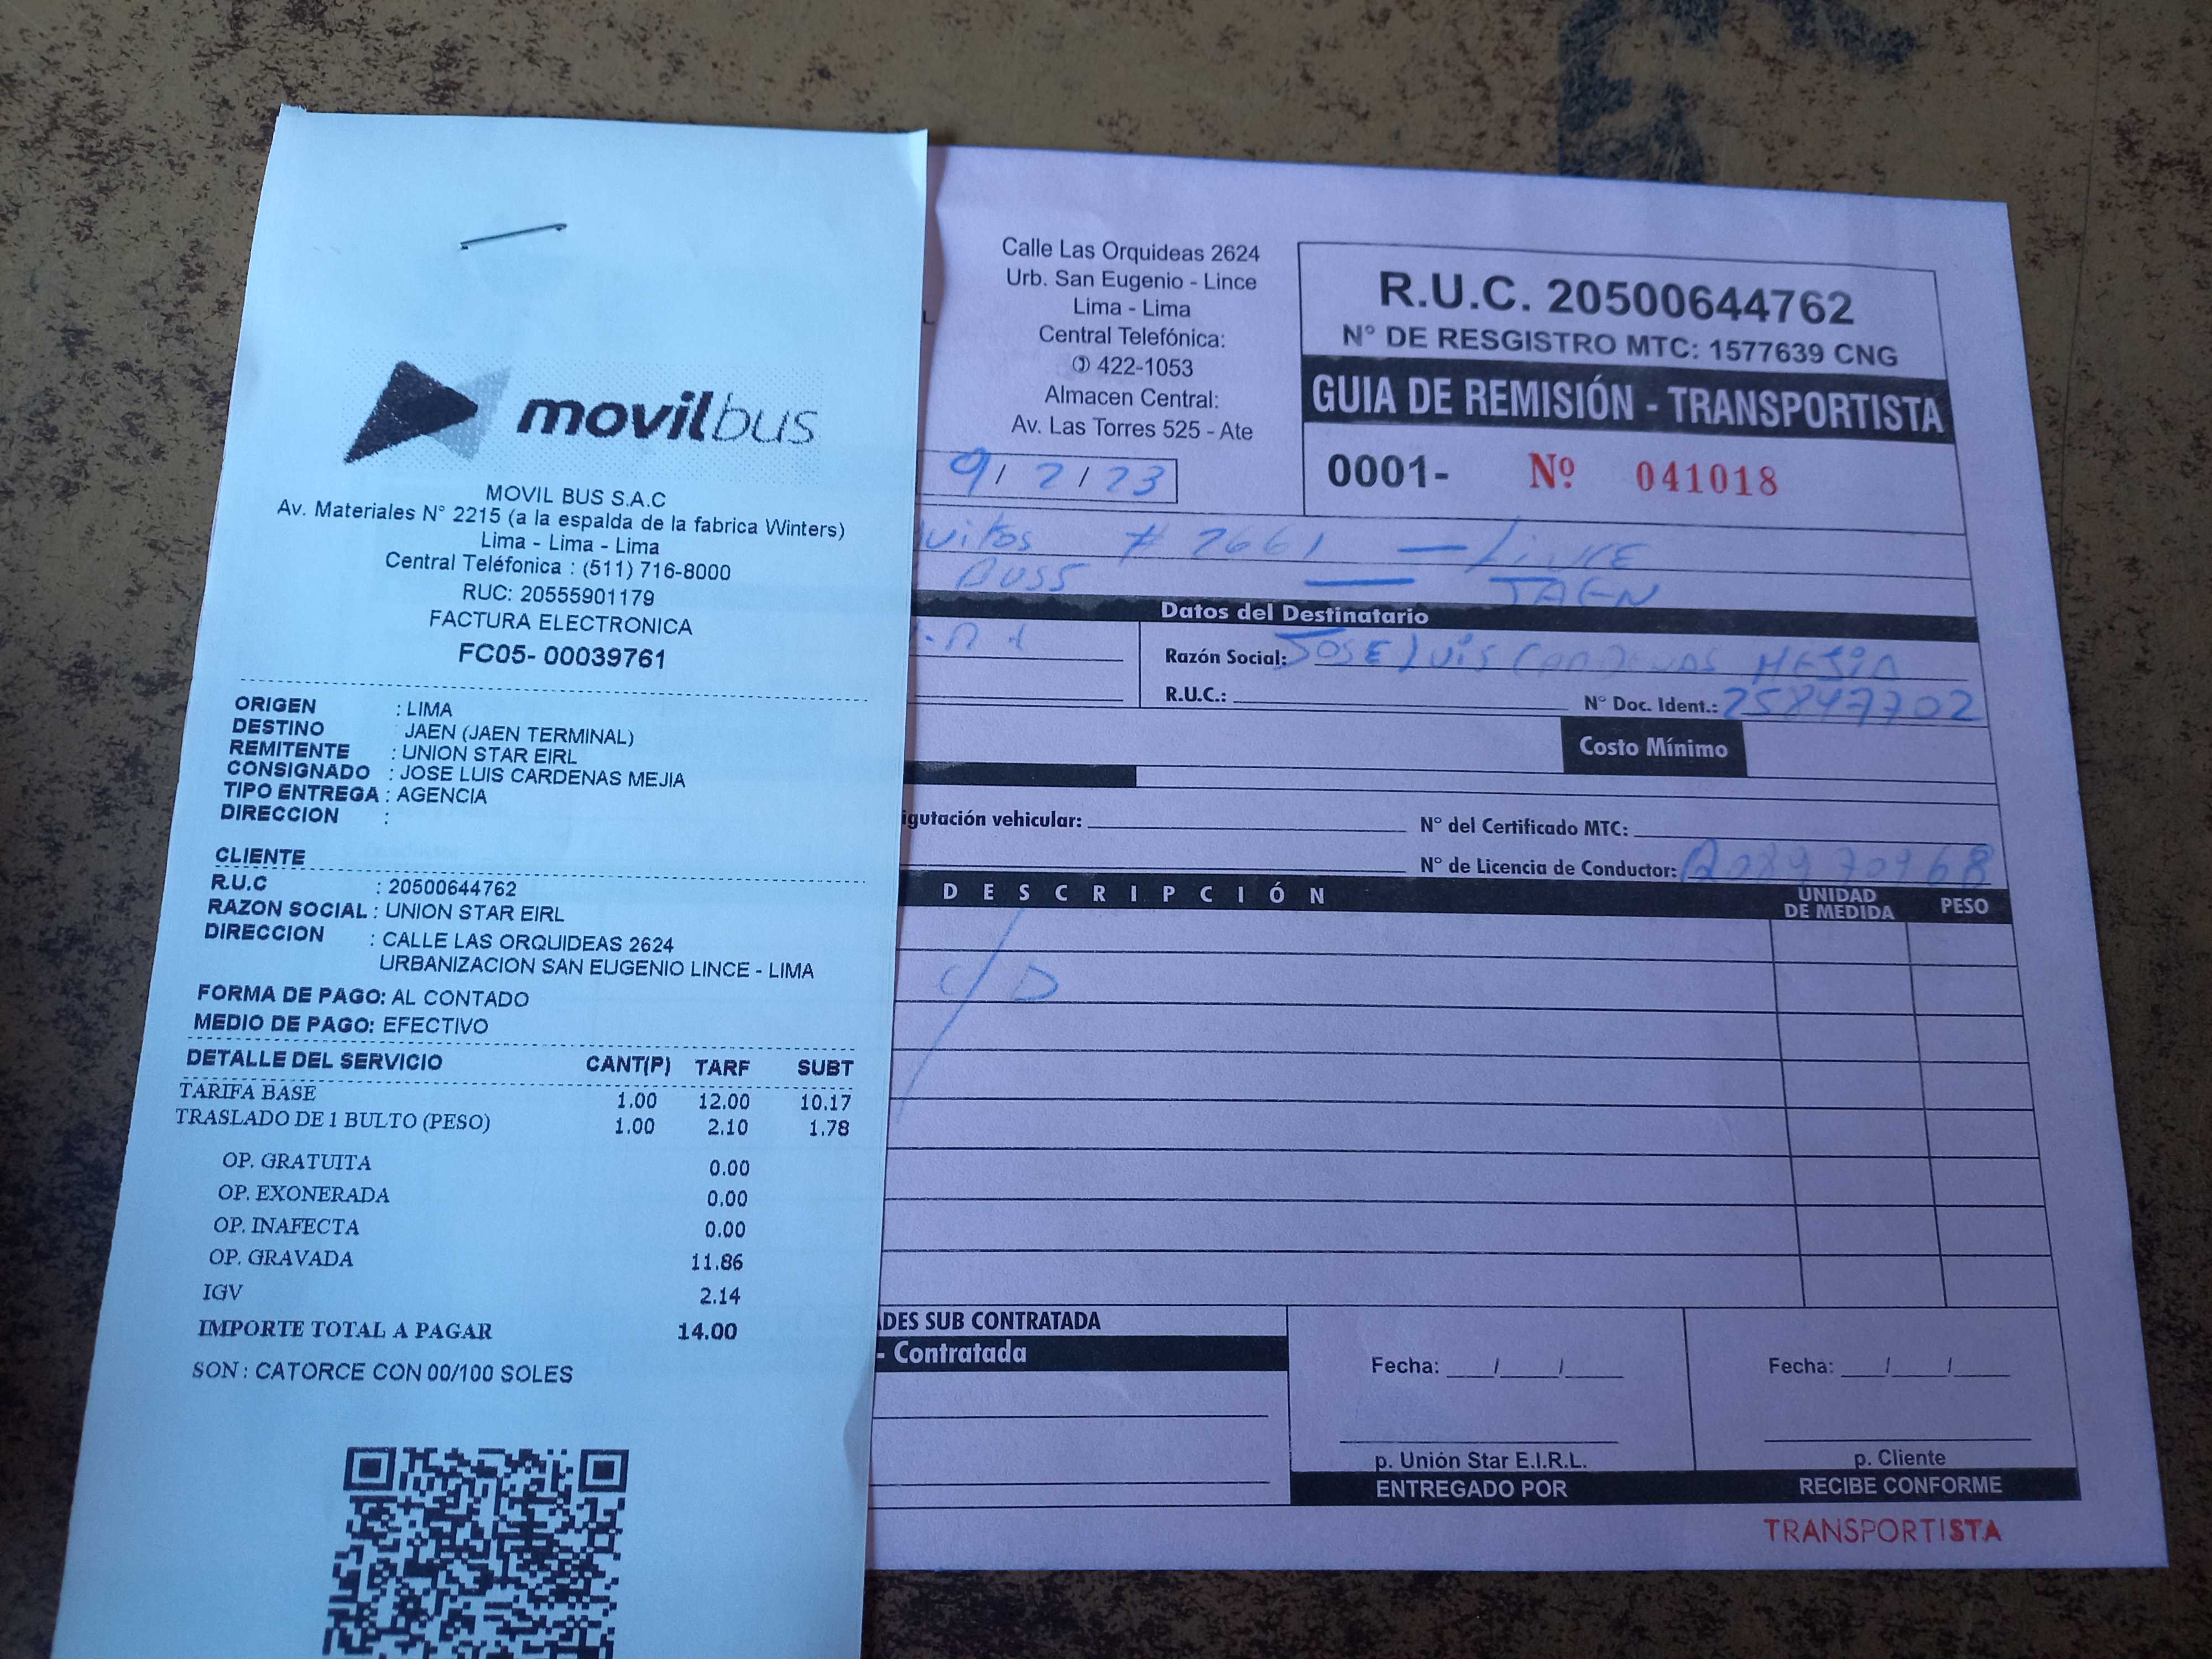 movilbus
MOVIL BUS S.A.C
Av. Materiales N° 2215 (a la espalda de la fabrica Winters)
Lima - Lima - Lima
Central Teléfonica : (511) 716-8000
RUC: 20555901179
FACTURA ELECTRONICA
FC05- 00039761
ORIGEN : LIMA
DESTINO : JAEN (JAEN TERMINAL)
REMITENTE : UNION STAR EIRL
CONSIGNADO : JOSE LUIS CARDENAS MEJIA
TIPO ENTREGA : AGENCIA
DIRECCION :
CLIENTE
R.U.C : 20500644762
RAZON SOCIAL : UNION STAR EIRL
DIRECCION : CALLE LAS ORQUIDEAS 2624
URBANIZACION SAN EUGENIO LINCE - LIMA
FORMA DE PAGO: AL CONTADO
MEDIO DE PAGO: EFECTIVO
DETALLE DEL SERVICIO CANT(P) TARF SUBT
TARIFA BASE 1.00 12.00 10.17
TRASLADO DE 1 BULTO (PESO) 1.00 2.10 1.78
OP. GRATUITA 0.00
OP. EXONERADA 0.00
OP. INAFECTA 0.00
OP. GRAVADA 11.86
IGV 2.14
IMPORTE TOTAL A PAGAR 14.00
SON : CATORCE CON 00/100 SOLES
Calle Las Orquideas 2624
Urb. San Eugenio - Lince
Lima - Lima
Central Telefónica:
422-1053
Almacen Central:
Av. Las Torres 525 - Ate
9/2/23
R.U.C. 20500644762
N° DE RESGISTRO MTC: 1577639 CNG
GUIA DE REMISIÓN - TRANSPORTISTA
0001- Nº 041018
uitos # 2661 — Lince
Buss — JAEN
Datos del Destinatario
Razón Social: JOSE LUIS CARDENAS MESIA
R.U.C.: N° Doc. Ident.: 25847702
Costo Mínimo
igutación vehicular: N° del Certificado MTC:
N° de Licencia de Conductor:
DESCRIPCIÓN UNIDAD DE MEDIDA PESO
C/D
DES SUB CONTRATADA
- Contratada
Fecha: / /
p. Unión Star E.I.R.L.
ENTREGADO POR
Fecha: / /
p. Cliente
RECIBE CONFORME
TRANSPORTISTA